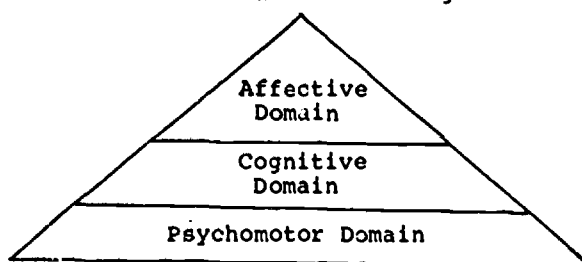 Affective
Domain
Cognitive
Domain
Psychomotor Domain